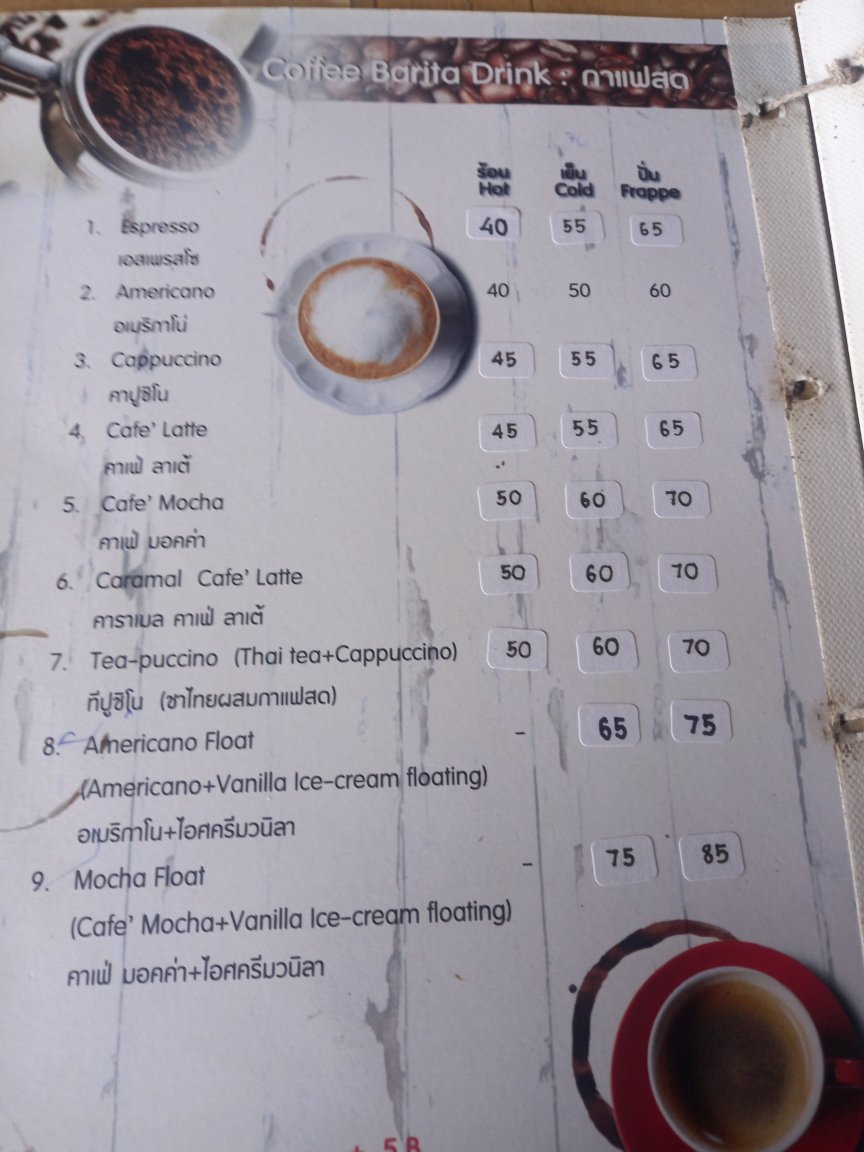 Coffee Barita Drink : กาแฟสด
ร้อน เย็น ปั่น
Hot Cold Frappe
1. Espresso 40 55 65
เอสเพรสโซ
2. Americano 40 50 60
อเมริกาโน่
3. Cappuccino 45 55 65
คาปูชิโน
4. Cafe' Latte 45 55 65
คาเฟ่ ลาเต้
5. Cafe' Mocha 50 60 70
คาเฟ่ มอคค่า
6. Caramal Cafe' Latte 50 60 70
คาราเมล คาเฟ่ ลาเต้
7. Tea-puccino (Thai tea+Cappuccino) 50 60 70
ทีปูชิโน (ชาไทยผสมกาแฟสด)
8. Americano Float - 65 75
(Americano+Vanilla Ice-cream floating)
อเมริกาโน+ไอศครีมวนิลา
9. Mocha Float - 75 85
(Cafe' Mocha+Vanilla Ice-cream floating)
คาเฟ่ มอคค่า+ไอศครีมวนิลา